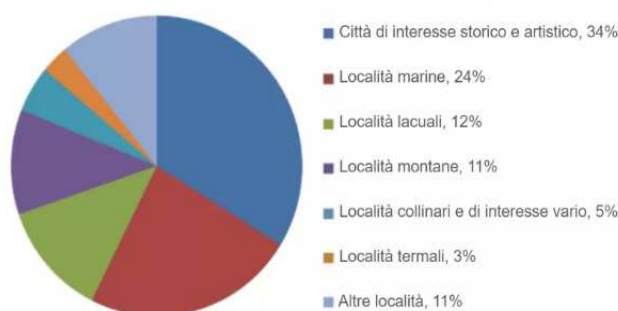 Città di interesse storico e artistico, 34%
Località marine, 24%
Località lacuali, 12%
Località montane, 11%
Località collinari e di interesse vario, 5%
Località termali, 3%
Altre località, 11%